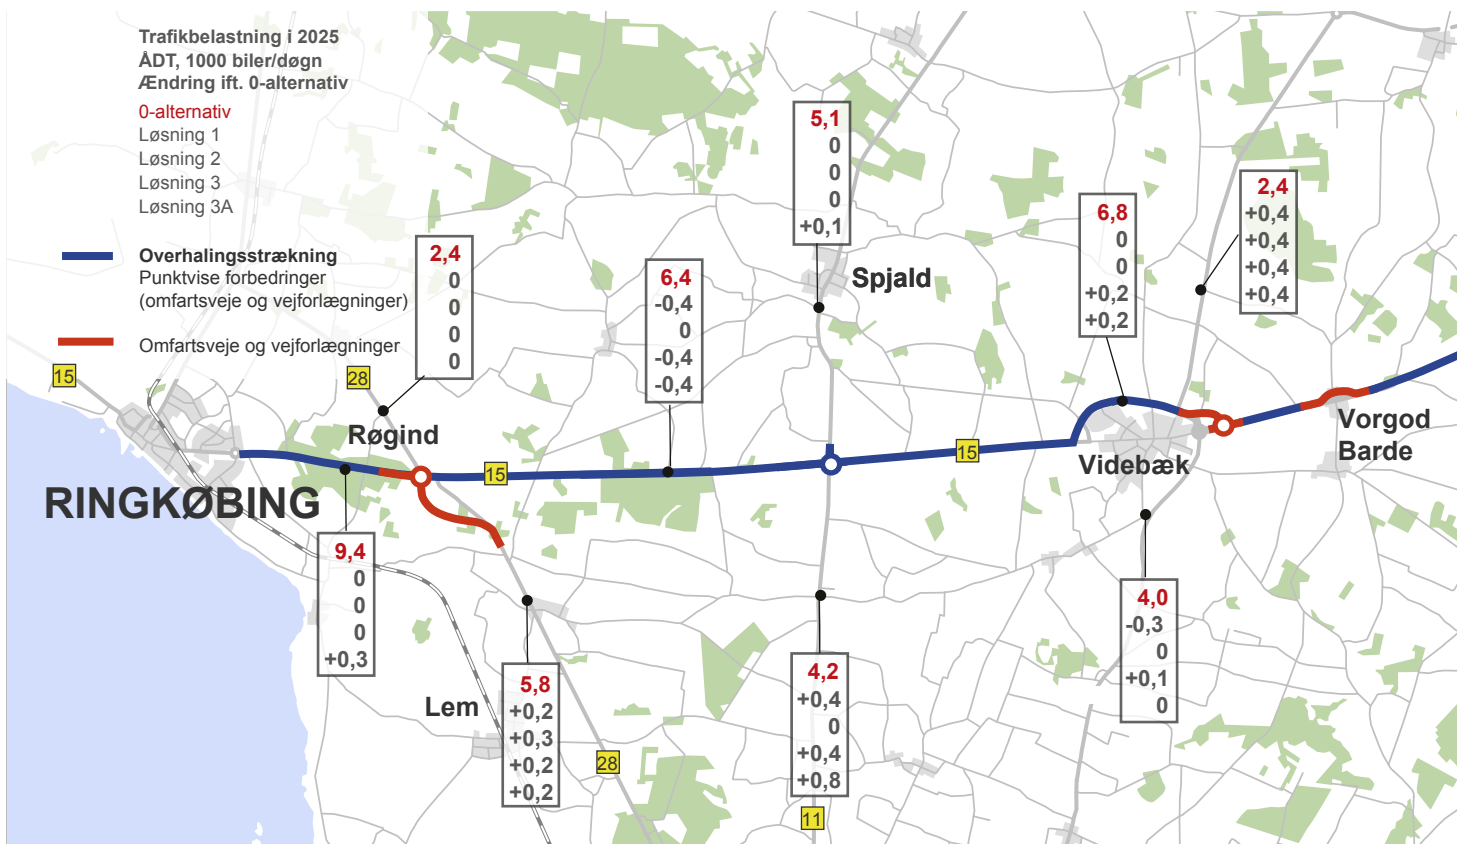 Trafikbelastning i 2025
ÅDT, 1000 biler/døgn
Ændring ift. 0-alternativ
0-alternativ
Løsning 1
Løsning 2
Løsning 3
Løsning 3A
Overhalingsstrækning
Punktvise forbedringer
(omfartsveje og vejforlægninger)
Omfartsveje og vejforlægninger
2,4
0
0
0
0
6,4
-0,4
0
-0,4
-0,4
5,1
0
0
0
+0,1
6,8
0
0
+0,2
+0,2
2,4
+0,4
+0,4
+0,4
+0,4
Spjald
15
28
Røgind
15
15
Videbæk
Vorgod
Barde
RINGKØBING
9,4
0
0
0
+0,3
Lem
5,8
+0,2
+0,3
+0,2
+0,2
28
4,2
+0,4
0
+0,4
+0,8
11
4,0
-0,3
0
+0,1
0